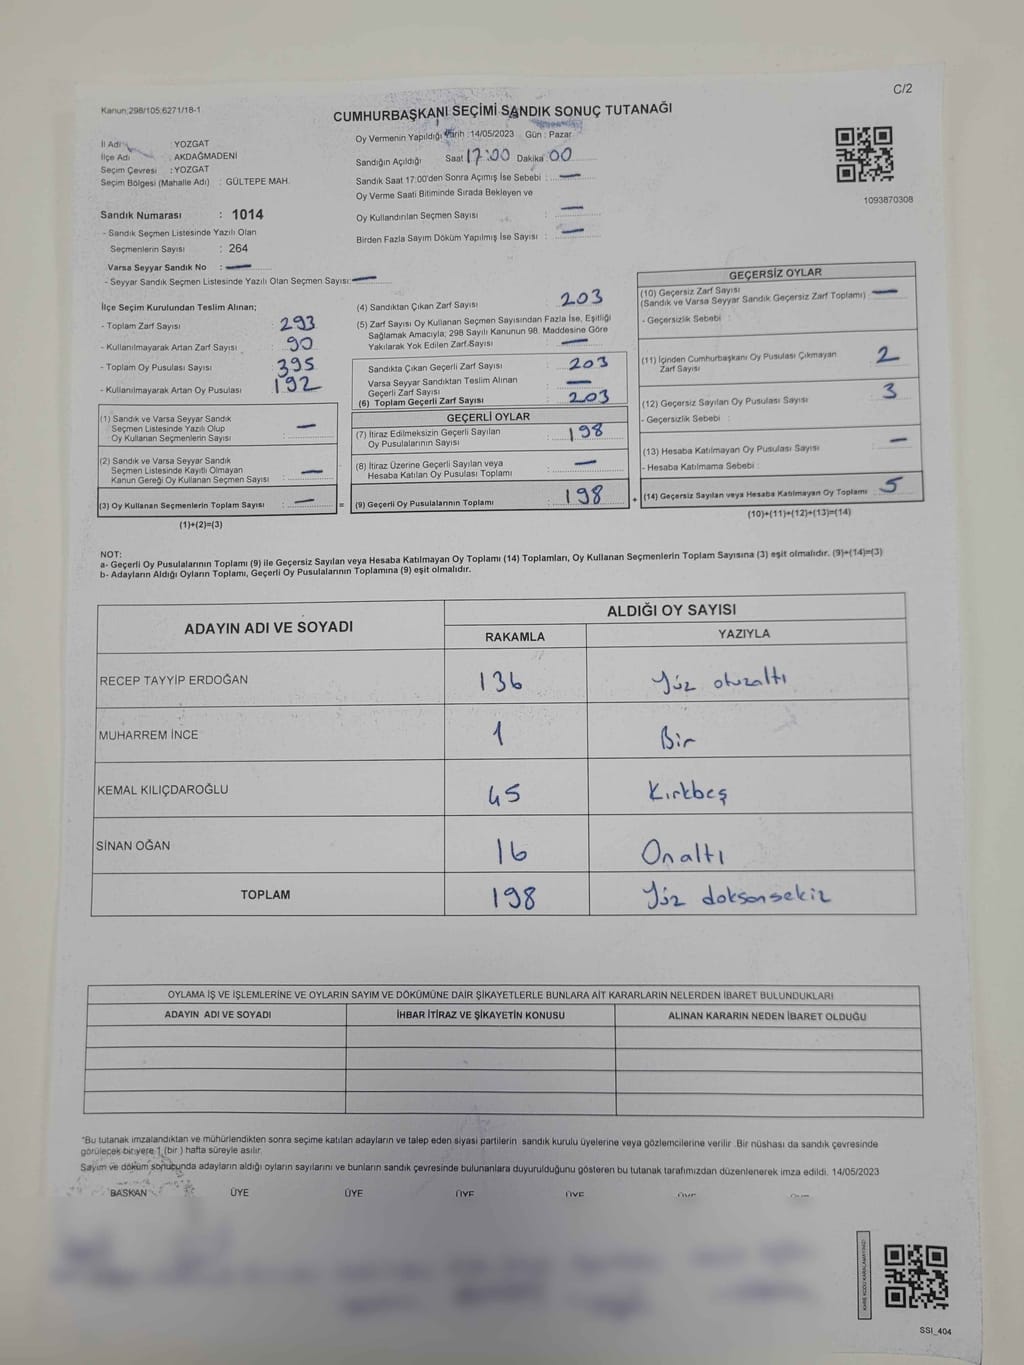 C/2
Kanun:298/105:6271/18-1
CUMHURBAŞKANI SEÇİMİ SANDIK SONUÇ TUTANAĞI
Oy Vermenin Yapıldığı Tarih :14/05/2023 Gün : Pazar
İl Adı : YOZGAT
İlçe Adı : AKDAĞMADENİ
Seçim Çevresi : YOZGAT
Seçim Bölgesi (Mahalle Adı) : GÜLTEPE MAH.
Sandığın Açıldığı Saat 17:00 Dakika : 00
Sandık Saat 17:00'den Sonra Açımış İse Sebebi : —
Oy Verme Saati Bitiminde Sırada Bekleyen ve
Oy Kullandırılan Seçmen Sayısı : —
Birden Fazla Sayım Döküm Yapılmış İse Sayısı : —
1093870308
Sandık Numarası : 1014
- Sandık Seçmen Listesinde Yazılı Olan
Seçmenlerin Sayısı : 264
Varsa Seyyar Sandık No : —
- Seyyar Sandık Seçmen Listesinde Yazılı Olan Seçmen Sayısı: —
İlçe Seçim Kurulundan Teslim Alınan;
- Toplam Zarf Sayısı : 293
- Kullanılmayarak Artan Zarf Sayısı : 90
- Toplam Oy Pusulası Sayısı : 395
- Kullanılmayarak Artan Oy Pusulası : 192
(1) Sandık ve Varsa Seyyar Sandık
Seçmen Listesinde Yazılı Olup
Oy Kullanan Seçmenlerin Sayısı : —
(2) Sandık ve Varsa Seyyar Sandık
Seçmen Listesinde Kayıtlı Olmayan
Kanun Gereği Oy Kullanan Seçmen Sayısı : —
(3) Oy Kullanan Seçmenlerin Toplam Sayısı : — =
(1)+(2)=(3)
(4) Sandıktan Çıkan Zarf Sayısı : 203
(5) Zarf Sayısı Oy Kullanan Seçmen Sayısından Fazla İse, Eşitliği
Sağlamak Amacıyla; 298 Sayılı Kanunun 98. Maddesine Göre
Yakılarak Yok Edilen Zarf Sayısı : —
Sandıkta Çıkan Geçerli Zarf Sayısı : 203
Varsa Seyyar Sandıktan Teslim Alınan
Geçerli Zarf Sayısı : —
(6) Toplam Geçerli Zarf Sayısı : 203
GEÇERLİ OYLAR
(7) İtiraz Edilmeksizin Geçerli Sayılan
Oy Pusulalarının Sayısı : 198
(8) İtiraz Üzerine Geçerli Sayılan veya
Hesaba Katılan Oy Pusulası Toplamı : —
(9) Geçerli Oy Pusulalarının Toplamı : 198 +
GEÇERSİZ OYLAR
(10) Geçersiz Zarf Sayısı
(Sandık ve Varsa Seyyar Sandık Geçersiz Zarf Toplamı) —
- Geçersizlik Sebebi :
(11) İçinden Cumhurbaşkanı Oy Pusulası Çıkmayan
Zarf Sayısı 2
(12) Geçersiz Sayılan Oy Pusulası Sayısı 3
- Geçersizlik Sebebi :
(13) Hesaba Katılmayan Oy Pusulası Sayısı —
- Hesaba Katılmama Sebebi :
(14) Geçersiz Sayılan veya Hesaba Katılmayan Oy Toplamı 5
(10)+(11)+(12)+(13)=(14)
NOT:
a- Geçerli Oy Pusulalarının Toplamı (9) ile Geçersiz Sayılan veya Hesaba Katılmayan Oy Toplamı (14) Toplamları, Oy Kullanan Seçmenlerin Toplam Sayısına (3) eşit olmalıdır. (9)+(14)=(3)
b- Adayların Aldığı Oyların Toplamı, Geçerli Oy Pusulalarının Toplamına (9) eşit olmalıdır.
ADAYIN ADI VE SOYADI
ALDIĞI OY SAYISI
RAKAMLA YAZIYLA
RECEP TAYYİP ERDOĞAN 136 Yüz otuzaltı
MUHARREM İNCE 1 Bir
KEMAL KILIÇDAROĞLU 45 Kırkbeş
SİNAN OĞAN 16 Onaltı
TOPLAM 198 Yüz doksansekiz
OYLAMA İŞ VE İŞLEMLERİNE VE OYLARIN SAYIM VE DÖKÜMÜNE DAİR ŞİKAYETLERLE BUNLARA AİT KARARLARIN NELERDEN İBARET BULUNDUKLARI
ADAYIN ADI VE SOYADI İHBAR İTİRAZ VE ŞİKAYETİN KONUSU ALINAN KARARIN NEDEN İBARET OLDUĞU
*Bu tutanak imzalandıktan ve mühürlendikten sonra seçime katılan adayların ve talep eden siyasi partilerin sandık kurulu üyelerine veya gözlemcilerine verilir .Bir nüshası da sandık çevresinde
görülecek bir yere 1 (bir ) hafta süreyle asılır.
Sayım ve döküm sonucunda adayların aldığı oyların sayılarını ve bunların sandık çevresinde bulunanlara duyurulduğunu gösteren bu tutanak tarafımızdan düzenlenerek imza edildi. 14/05/2023
BAŞKAN ÜYE ÜYE ÜYE ÜYE ÜYE
SSI_404